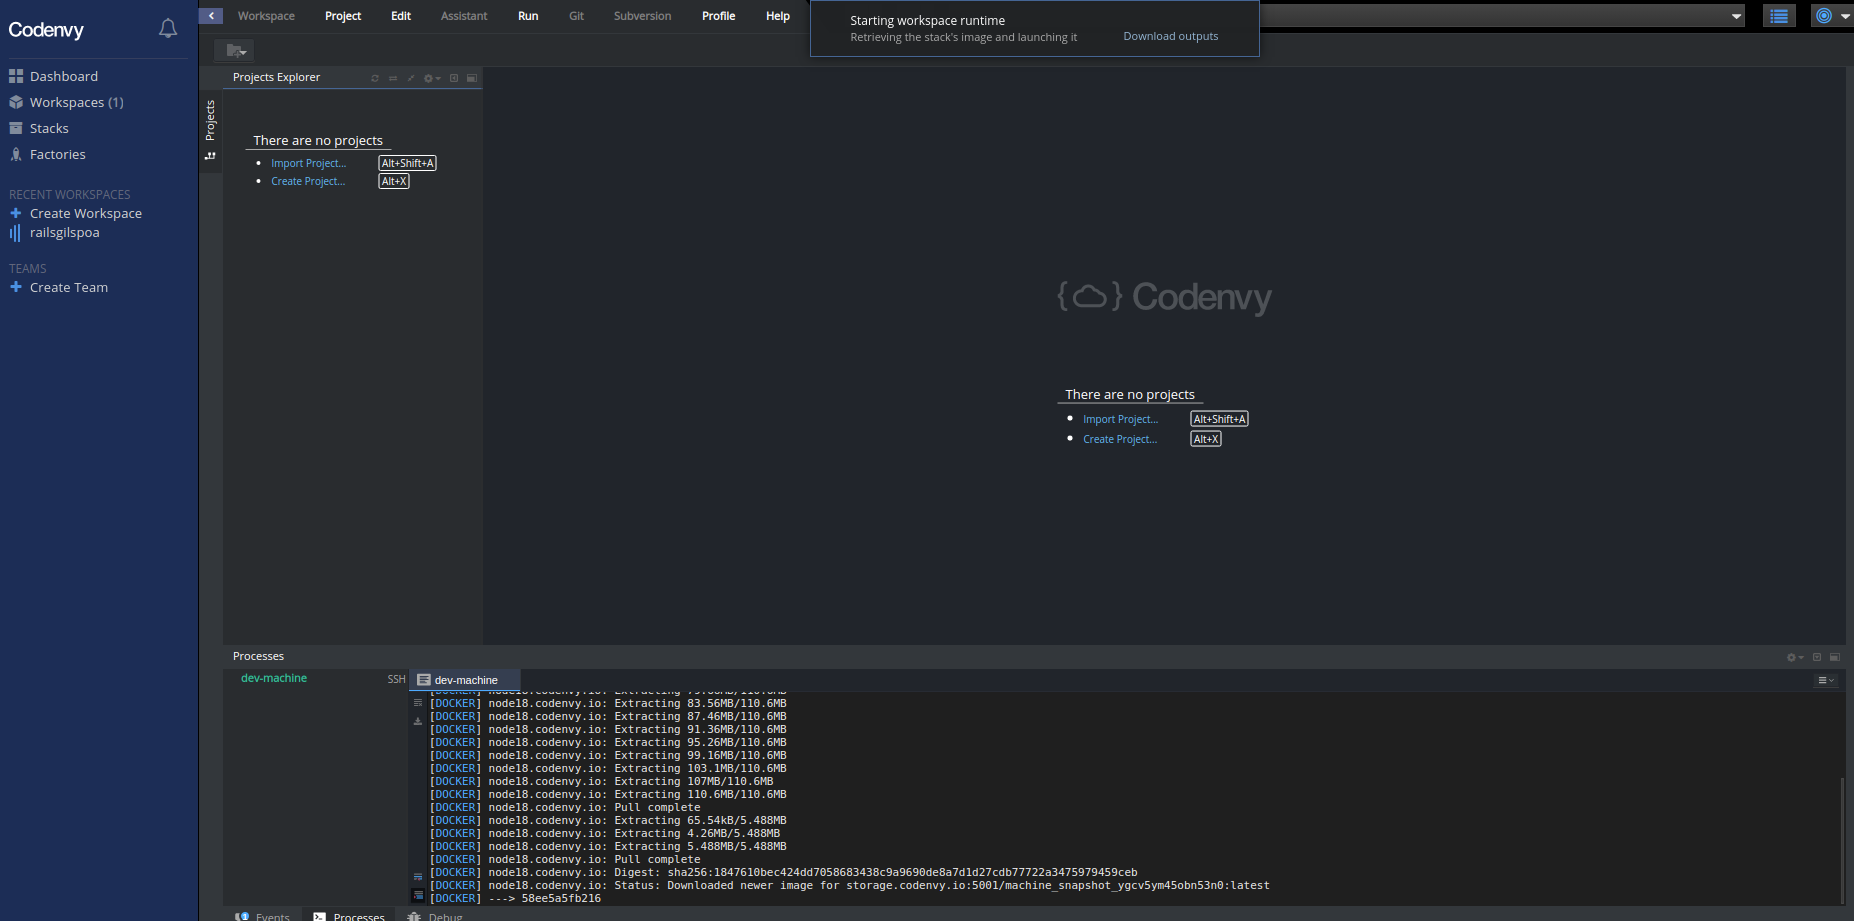 Codenvy
Dashboard
Workspaces (1)
Stacks
Factories
RECENT WORKSPACES
Create Workspace
railsgilspoa
TEAMS
Create Team
Workspace Project Edit Assistant Run Git Subversion Profile Help
Starting workspace runtime
Retrieving the stack's image and launching it
Download outputs
Projects Explorer
Projects
There are no projects
Import Project... Alt+Shift+A
Create Project... Alt+X
Codenvy
There are no projects
Import Project... Alt+Shift+A
Create Project... Alt+X
Processes
dev-machine SSH
dev-machine
[DOCKER] node18.codenvy.io: Extracting
[DOCKER] node18.codenvy.io: Extracting 83.56MB/110.6MB
[DOCKER] node18.codenvy.io: Extracting 87.46MB/110.6MB
[DOCKER] node18.codenvy.io: Extracting 91.36MB/110.6MB
[DOCKER] node18.codenvy.io: Extracting 95.26MB/110.6MB
[DOCKER] node18.codenvy.io: Extracting 99.16MB/110.6MB
[DOCKER] node18.codenvy.io: Extracting 103.1MB/110.6MB
[DOCKER] node18.codenvy.io: Extracting 107MB/110.6MB
[DOCKER] node18.codenvy.io: Extracting 110.6MB/110.6MB
[DOCKER] node18.codenvy.io: Pull complete
[DOCKER] node18.codenvy.io: Extracting 65.54kB/5.488MB
[DOCKER] node18.codenvy.io: Extracting 4.26MB/5.488MB
[DOCKER] node18.codenvy.io: Extracting 5.488MB/5.488MB
[DOCKER] node18.codenvy.io: Pull complete
[DOCKER] node18.codenvy.io: Digest: sha256:1847610bec424dd7058683438c9a9690de8a7d1d27cdb77722a3475979459ceb
[DOCKER] node18.codenvy.io: Status: Downloaded newer image for storage.codenvy.io:5001/machine_snapshot_ygcv5ym45obn53n0:latest
[DOCKER] ---> 58ee5a5fb216
1 Events Processes Debug